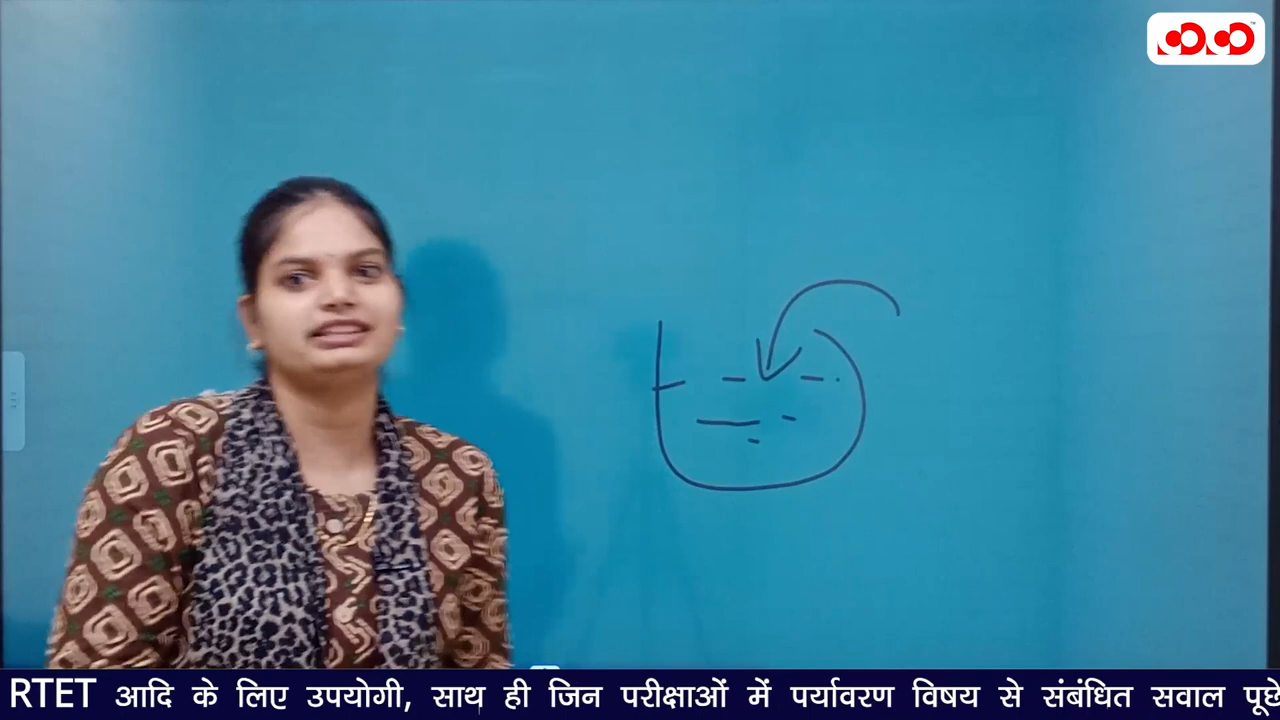 RTET आदि के लिए उपयोगी, साथ ही जिन परीक्षाओं में पर्यावरण विषय से संबंधित सवाल पूछे